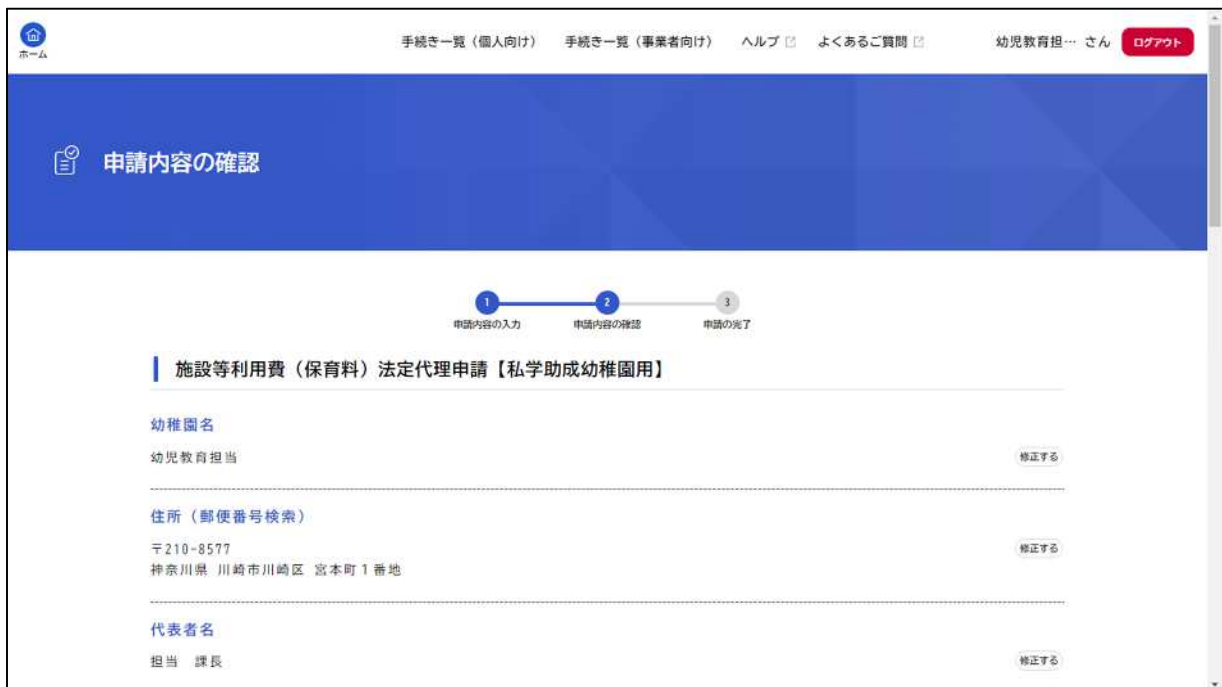 ホーム
手続き一覧（個人向け）
手続き一覧（事業者向け）
ヘルプ
よくあるご質問
幼児教育担… さん
ログアウト
申請内容の確認
1
2
3
申請内容の入力
申請内容の確認
申請の完了
施設等利用費（保育料）法定代理申請【私学助成幼稚園用】
幼稚園名
幼児教育担当
修正する
住所（郵便番号検索）
〒210-8577
神奈川県 川崎市川崎区 宮本町１番地
修正する
代表者名
担当　課長
修正する